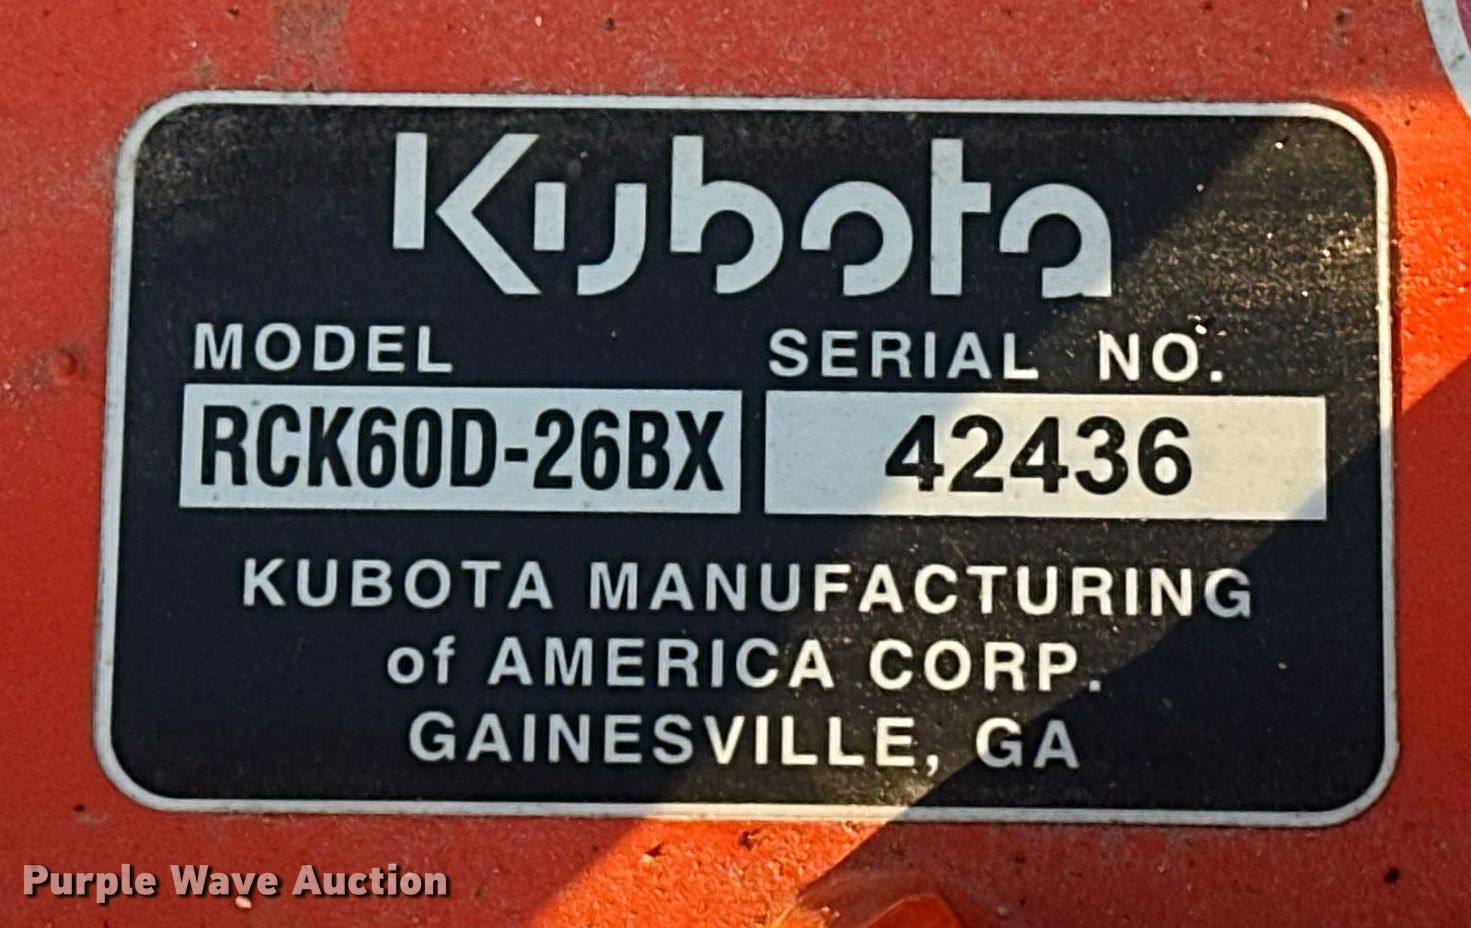 Kubota
MODEL SERIAL NO.
RCK60D-26BX 42436
KUBOTA MANUFACTURING
of AMERICA CORP.
GAINESVILLE, GA
Purple Wave Auction